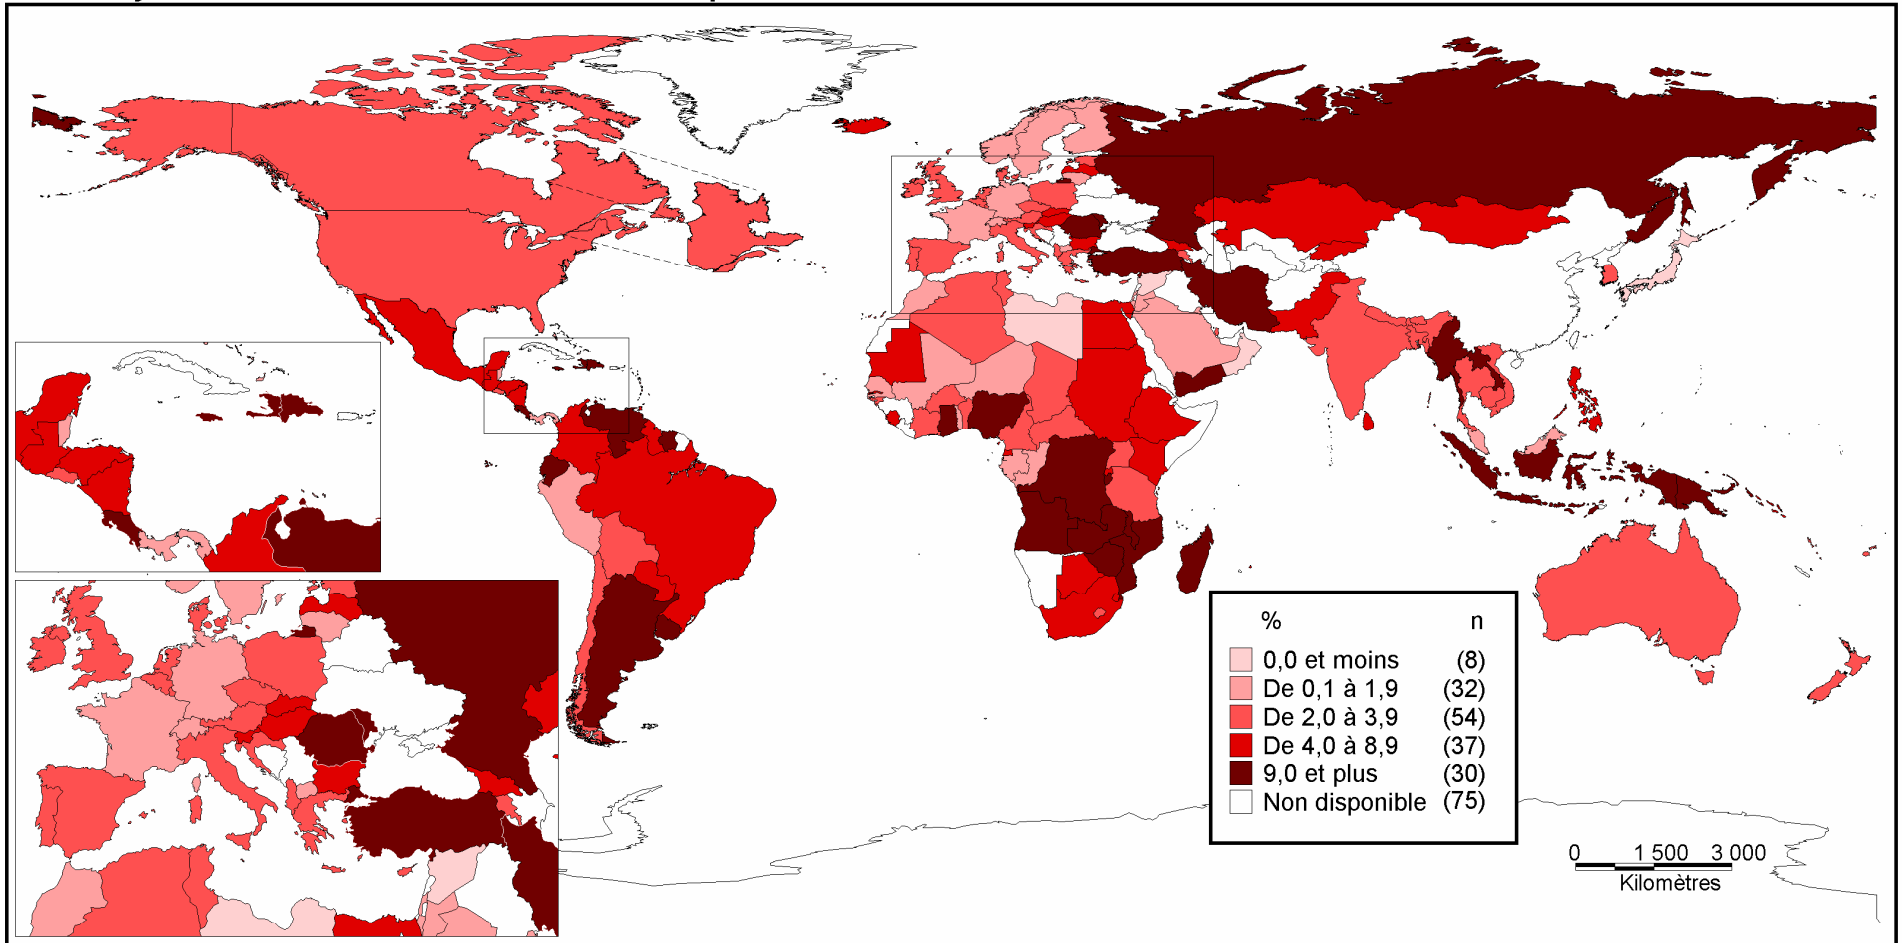 % n
0,0 et moins (8)
De 0,1 à 1,9 (32)
De 2,0 à 3,9 (54)
De 4,0 à 8,9 (37)
9,0 et plus (30)
Non disponible (75)
0 1 500 3 000
Kilomètres